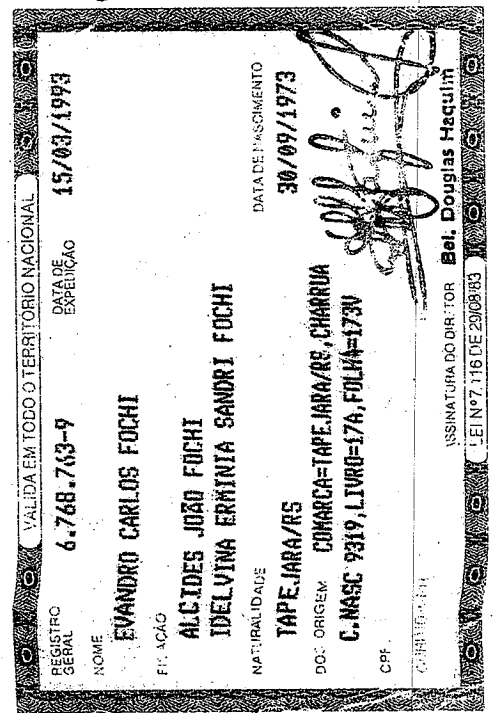 VÁLIDA EM TODO O TERRITÓRIO NACIONAL
REGISTRO GERAL 6.768.743-9 DATA DE EXPEDIÇÃO 15/03/1993
NOME
EVANDRO CARLOS FOCHI
ALCIDES JOÃO FOCHI
IDELVINA ERMINIA SANDRI FOCHI
NATURALIDADE DATA DE NASCIMENTO
TAPEJARA/RS 30/09/1973
DOC. ORIGEM COMARCA=TAPEJARA/RS,CHARRUA
C.NASC 9319,LIVRO=17A,FOLHA=173V
CPF
ASSINATURA DO DIRETOR Bel. Douglas Haquim
LEI Nº 7.116 DE 29/08/83